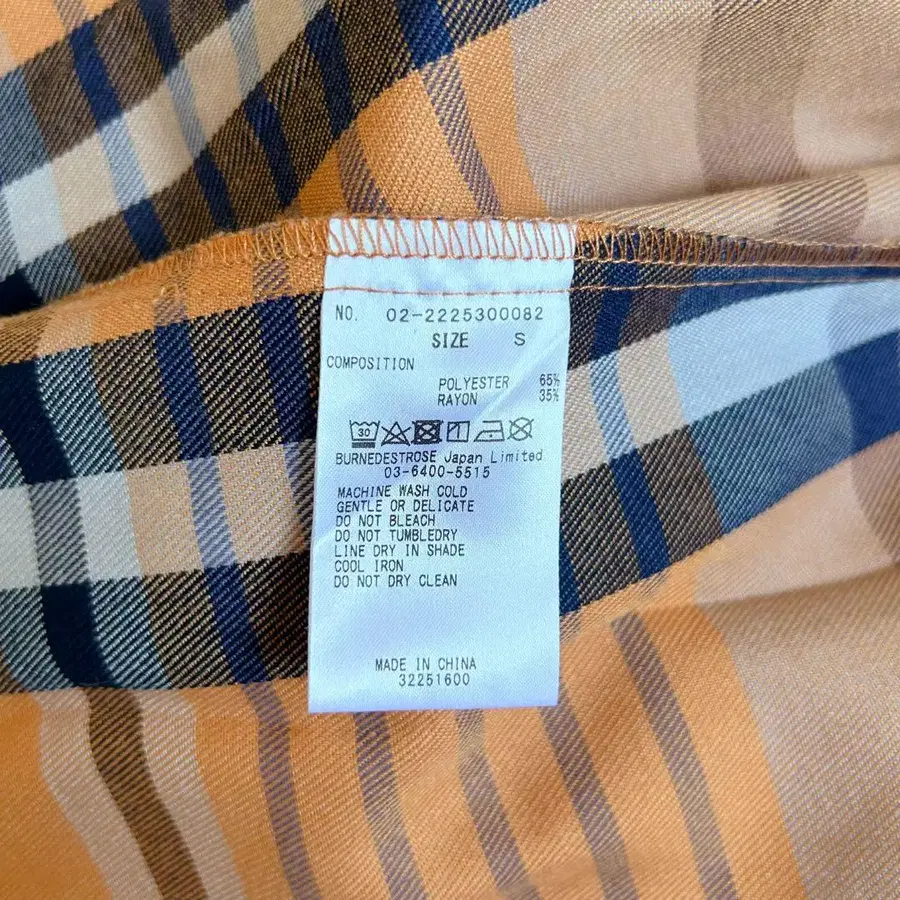 NO. 02-2225300082
SIZE S
COMPOSITION
POLYESTER 65%
RAYON 35%
30
BURNEDESTROSE Japan Limited
03-6400-5515
MACHINE WASH COLD
GENTLE OR DELICATE
DO NOT BLEACH
DO NOT TUMBLEDRY
LINE DRY IN SHADE
COOL IRON
DO NOT DRY CLEAN
MADE IN CHINA
32251600